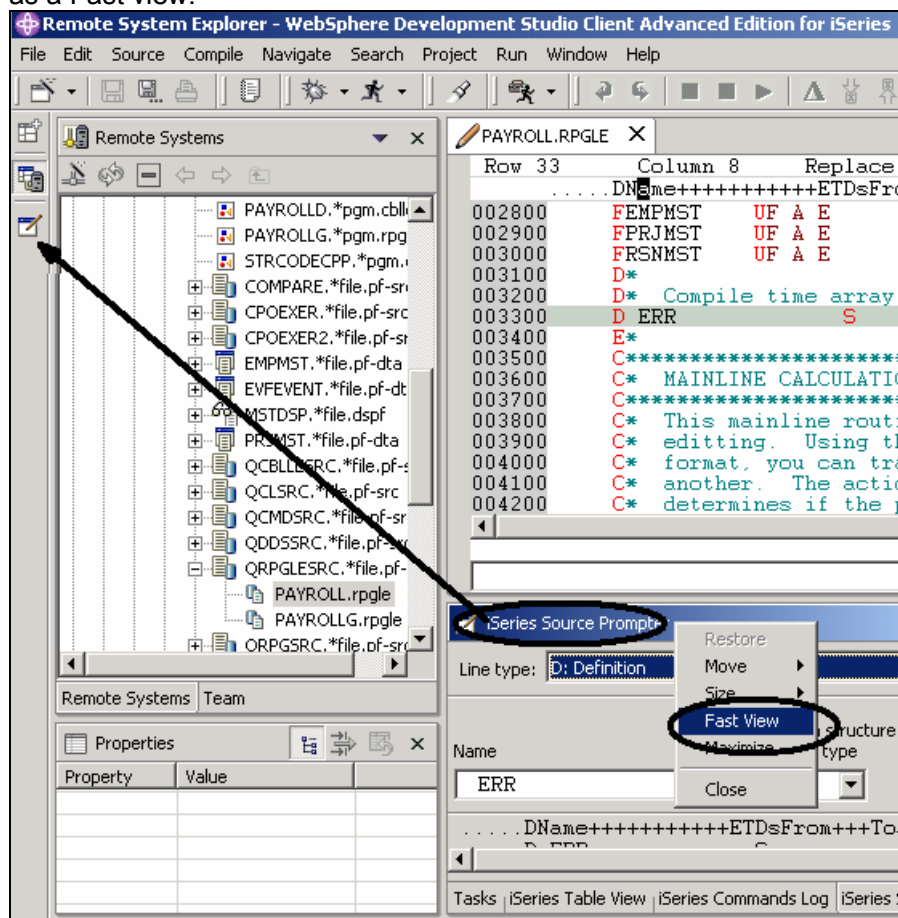 as a Fast view.
Remote System Explorer - WebSphere Development Studio Client Advanced Edition for iSeries
File Edit Source Compile Navigate Search Project Run Window Help
Remote Systems
PAYROLLD.*pgm.cbll
PAYROLLG.*pgm.rpg
STRCODECPP.*pgm.
COMPARE.*file.pf-sr
CPOEXER.*file.pf-src
CPOEXER2.*file.pf-sr
EMPMST.*file.pf-dta
EVFEVENT.*file.pf-dt
MSTDSP.*file.dspf
PRJMST.*file.pf-dta
QCBLLESRC.*file.pf-s
QCLSRC.*file.pf-src
QCMDSRC.*file.pf-sr
QDDSSRC.*file.pf-src
QRPGLESRC.*file.pf-
PAYROLL.rpgle
PAYROLLG.rpgle
QRPGSRC.*file.pf-src
Remote Systems Team
Properties
Property Value
PAYROLL.RPGLE
Row 33 Column 8 Replace
.....DName+++++++++++ETDsFro
002800 FEMPMST UF A E
002900 FPRJMST UF A E
003000 FRSNMST UF A E
003100 D*
003200 D* Compile time array
003300 D ERR S
003400 E*
003500 C*************************
003600 C* MAINLINE CALCULATIO
003700 C*************************
003800 C* This mainline routi
003900 C* editting. Using th
004000 C* format, you can tra
004100 C* another. The actio
004200 C* determines if the p
iSeries Source Prompte
Restore
Move
Size
Fast View
Maximize
Close
Line type: D: Definition
structure
Name type
ERR
.....DName+++++++++++ETDsFrom+++To
D ERR S
Tasks iSeries Table View iSeries Commands Log iSeries S